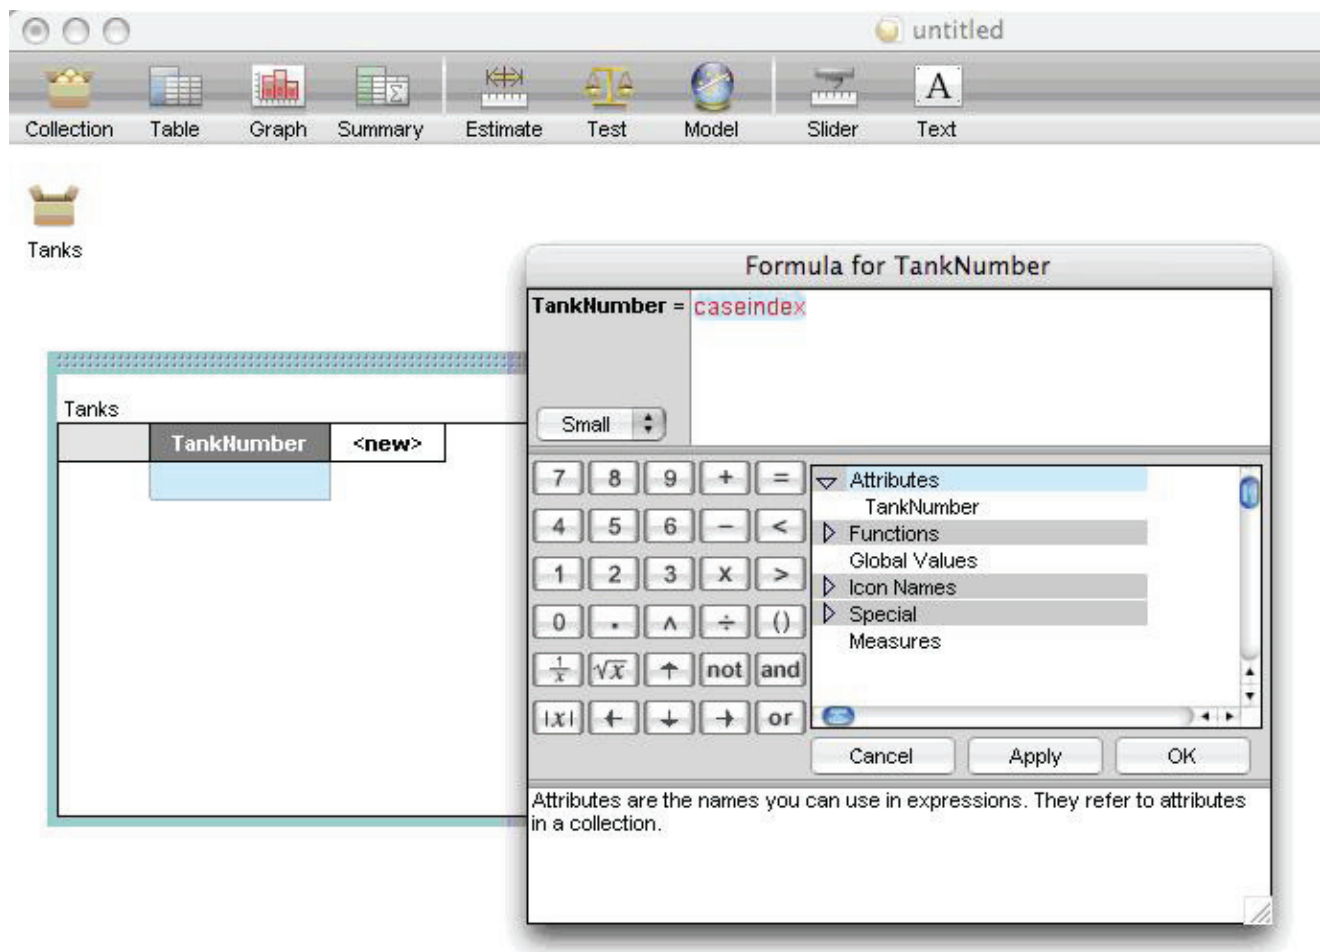 untitled
Collection Table Graph Summary Estimate Test Model Slider Text
A
Tanks
Formula for TankNumber
TankNumber = caseindex
Small
Tanks
TankNumber <new>
7 8 9 + =
4 5 6 − <
1 2 3 x >
0 . ^ ÷ ()
1/x √x ↑ not and
|x| ← ↓ → or
Attributes
TankNumber
Functions
Global Values
Icon Names
Special
Measures
Cancel Apply OK
Attributes are the names you can use in expressions. They refer to attributes
in a collection.